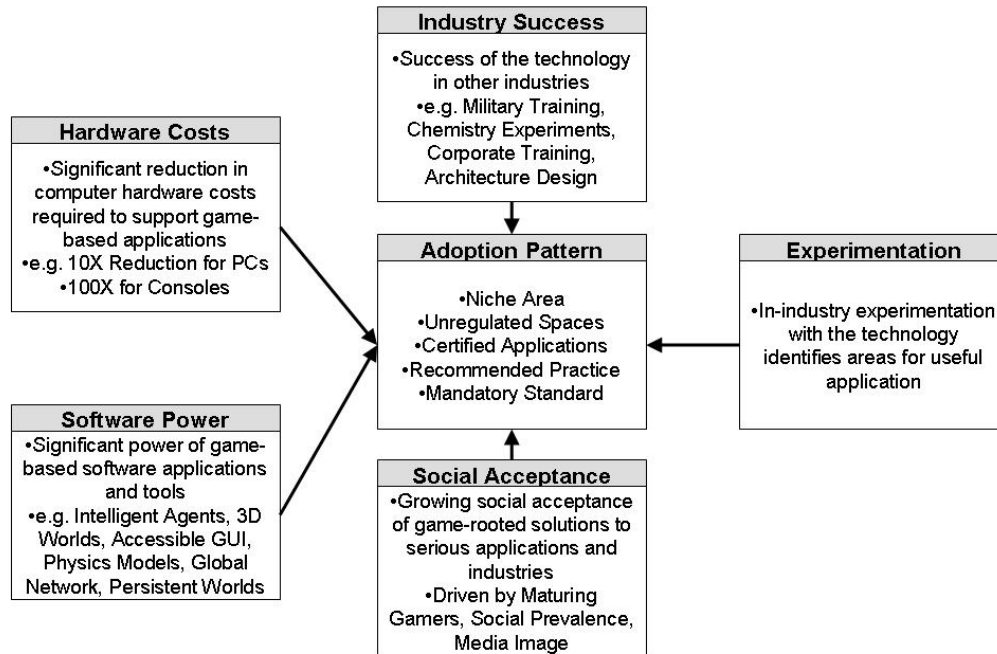 Industry Success
•Success of the technology
in other industries
•e.g. Military Training,
Chemistry Experiments,
Corporate Training,
Architecture Design
Hardware Costs
•Significant reduction in
computer hardware costs
required to support game-
based applications
•e.g. 10X Reduction for PCs
•100X for Consoles
Adoption Pattern
•Niche Area
•Unregulated Spaces
•Certified Applications
•Recommended Practice
•Mandatory Standard
Experimentation
•In-industry experimentation
with the technology
identifies areas for useful
application
Software Power
•Significant power of game-
based software applications
and tools
•e.g. Intelligent Agents, 3D
Worlds, Accessible GUI,
Physics Models, Global
Network, Persistent Worlds
Social Acceptance
•Growing social acceptance
of game-rooted solutions to
serious applications and
industries
•Driven by Maturing
Gamers, Social Prevalence,
Media Image